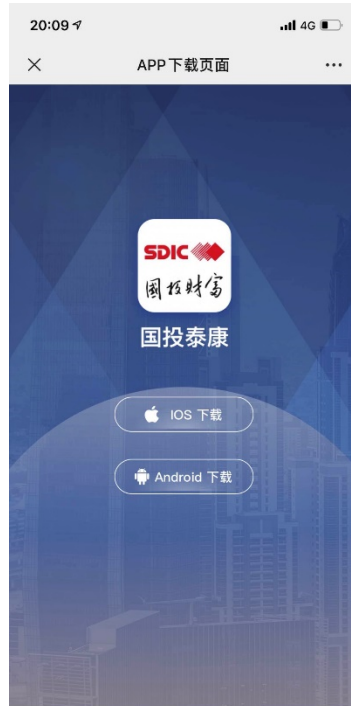 20:09 4G
APP下载页面
SDIC
國投财富
国投泰康
IOS 下载
Android 下载